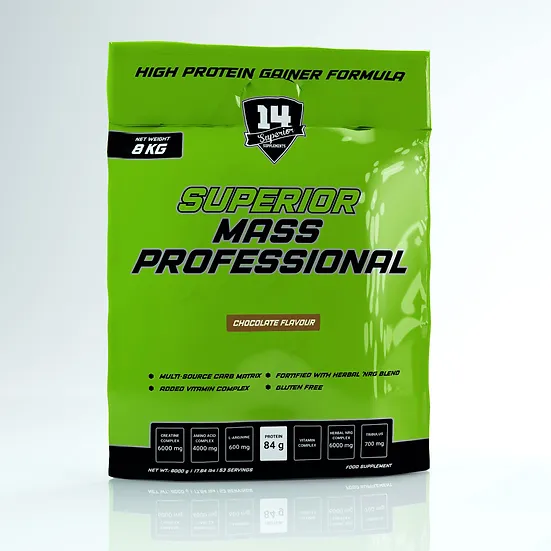 HIGH PROTEIN GAINER FORMULA
14
Superior
SUPPLEMENTS
NET WEIGHT
8 KG
SUPERIOR
MASS
PROFESSIONAL
CHOCOLATE FLAVOUR
• MULTI-SOURCE CARB MATRIX • FORTIFIED WITH HERBAL NRG BLEND
• ADDED VITAMIN COMPLEX • GLUTEN FREE
CREATINE COMPLEX 6000 mg
AMINO ACID COMPLEX 4000 mg
L-ARGININE 600 mg
PROTEIN 84 g
VITAMIN COMPLEX
HERBAL NRG COMPLEX 6000 mg
TRIBULUS 700 mg
NET WT: 8000 g | 17.64 lbs | 53 SERVINGS
FOOD SUPPLEMENT